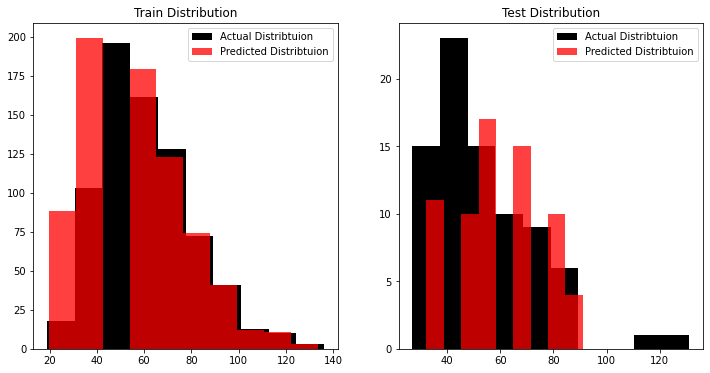 Train Distribution
Actual Distribtuion
Predicted Distribtuion
200
175
150
125
100
75
50
25
0
20 40 60 80 100 120 140
Test Distribution
Actual Distribtuion
Predicted Distribtuion
20
15
10
5
0
40 60 80 100 120